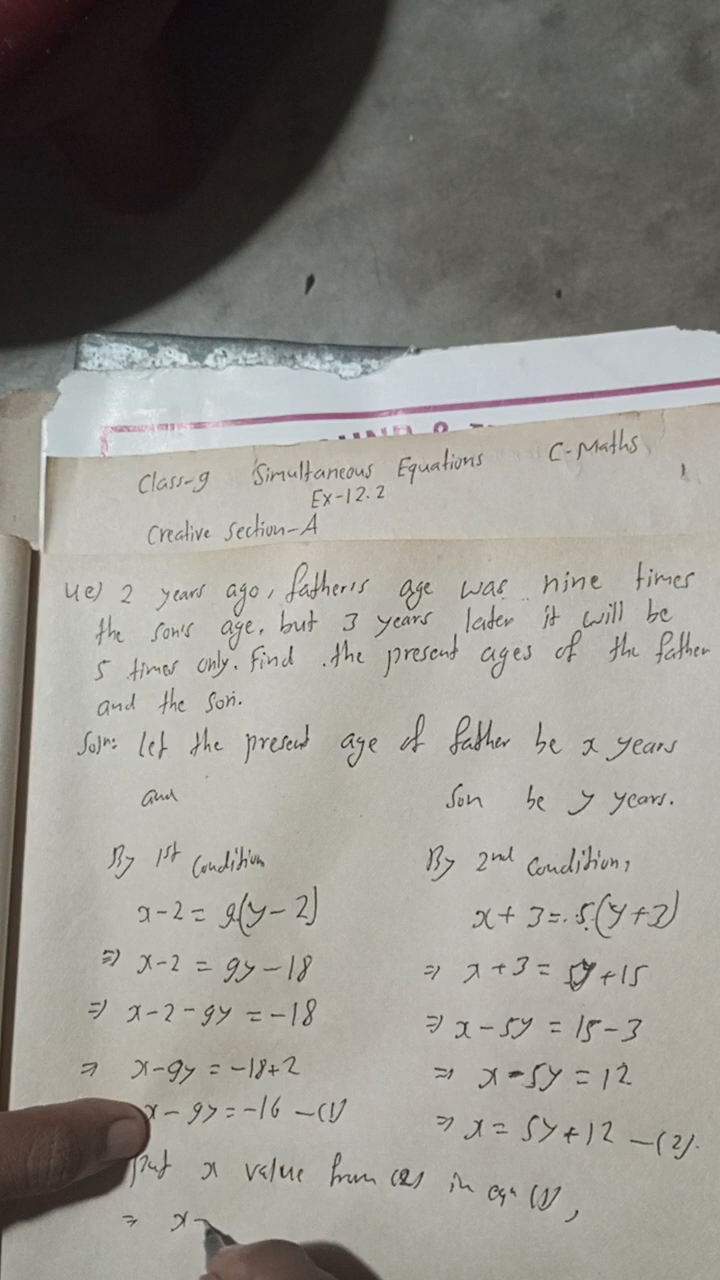 Class-9 Simultaneous Equations C-Maths
Ex-12.2
Creative Section-A
4e) 2 years ago, father's age was nine times
the son's age, but 3 years later it will be
5 times only. Find the present ages of the father
and the son.
Soln: let the present age of father be x years
and son be y years.
By 1st Condition
x-2 = 9(y-2)
⇒ x-2 = 9y-18
⇒ x-2-9y = -18
⇒ x-9y = -18+2
x-9y = -16 -(1)
By 2nd Condition,
x+3 = 5(y+3)
⇒ x+3 = 5y+15
⇒ x-5y = 15-3
⇒ x-5y = 12
⇒ x = 5y+12 -(2).
Put x value from (2) in eqn (1),
⇒ x-